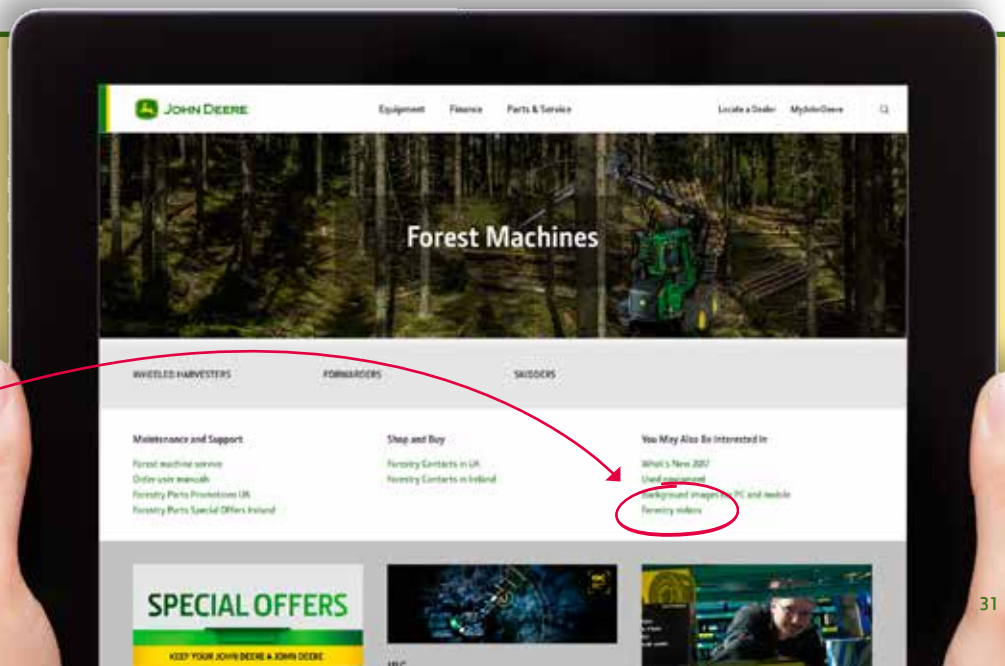 JOHN DEERE
Equipment Finance Parts & Service Locate a Dealer MyJohnDeere
Forest Machines
WHEELED HARVESTERS FORWARDERS SKIDDERS
Maintenance and Support
Forest machine service
Order user manuals
Forestry Parts Promotions UK
Forestry Parts Special Offers Ireland
Shop and Buy
Forestry Contacts in UK
Forestry Contacts in Ireland
You May Also Be Interested In
What's New 2017
Used equipment
Background images for PC and mobile
Forestry videos
SPECIAL OFFERS
KEEP YOUR JOHN DEERE A JOHN DEERE
31